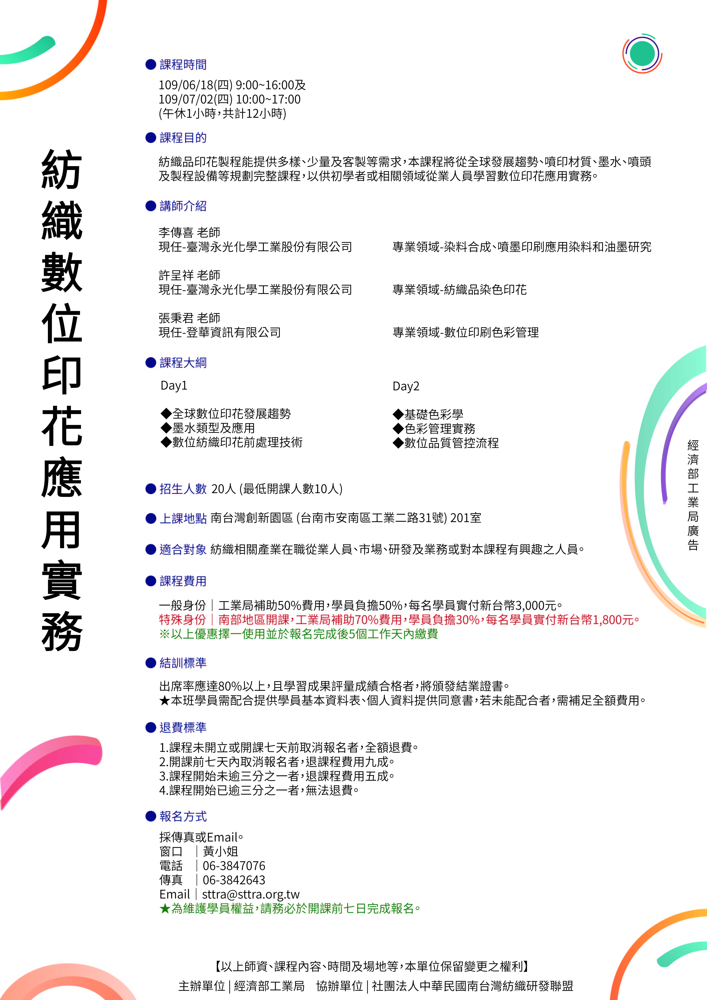 紡織數位印花應用實務
●課程時間
109/06/18(四) 9:00~16:00及
109/07/02(四) 10:00~17:00
(午休1小時，共計12小時)
●課程目的
紡織品印花製程能提供多樣、少量及客製等需求，本課程將從全球發展趨勢、噴印材質、墨水、噴頭
及製程設備等規劃完整課程，以供初學者或相關領域從業人員學習數位印花應用實務。
●講師介紹
李傳喜 老師
現任-臺灣永光化學工業股份有限公司 專業領域-染料合成、噴墨印刷應用染料和油墨研究
許呈祥 老師
現任-臺灣永光化學工業股份有限公司 專業領域-紡織品染色印花
張秉君 老師
現任-登華資訊有限公司 專業領域-數位印刷色彩管理
●課程大綱
Day1
◆全球數位印花發展趨勢
◆墨水類型及應用
◆數位紡織印花前處理技術
Day2
◆基礎色彩學
◆色彩管理實務
◆數位品質管控流程
●招生人數 20人 (最低開課人數10人)
●上課地點 南台灣創新園區 (台南市安南區工業二路31號) 201室
●適合對象 紡織相關產業在職從業人員、市場、研發及業務或對本課程有興趣之人員。
●課程費用
一般身份｜工業局補助50%費用，學員負擔50%，每名學員實付新台幣3,000元。
特殊身份｜南部地區開課，工業局補助70%費用，學員負擔30%，每名學員實付新台幣1,800元。
※以上優惠擇一使用並於報名完成後5個工作天內繳費
●結訓標準
出席率應達80%以上，且學習成果評量成績合格者，將頒發結業證書。
★本班學員需配合提供學員基本資料表、個人資料提供同意書，若未能配合者，需補足全額費用。
●退費標準
1.課程未開立或開課七天前取消報名者，全額退費。
2.開課前七天內取消報名者，退課程費用九成。
3.課程開始未逾三分之一者，退課程費用五成。
4.課程開始已逾三分之一者，無法退費。
●報名方式
採傳真或Email。
窗口 ｜黃小姐
電話 ｜06-3847076
傳真 ｜06-3842643
Email｜sttra@sttra.org.tw
★為維護學員權益，請務必於開課前七日完成報名。
經濟部工業局廣告
【以上師資、課程內容、時間及場地等，本單位保留變更之權利】
主辦單位 | 經濟部工業局 協辦單位 | 社團法人中華民國南台灣紡織研發聯盟